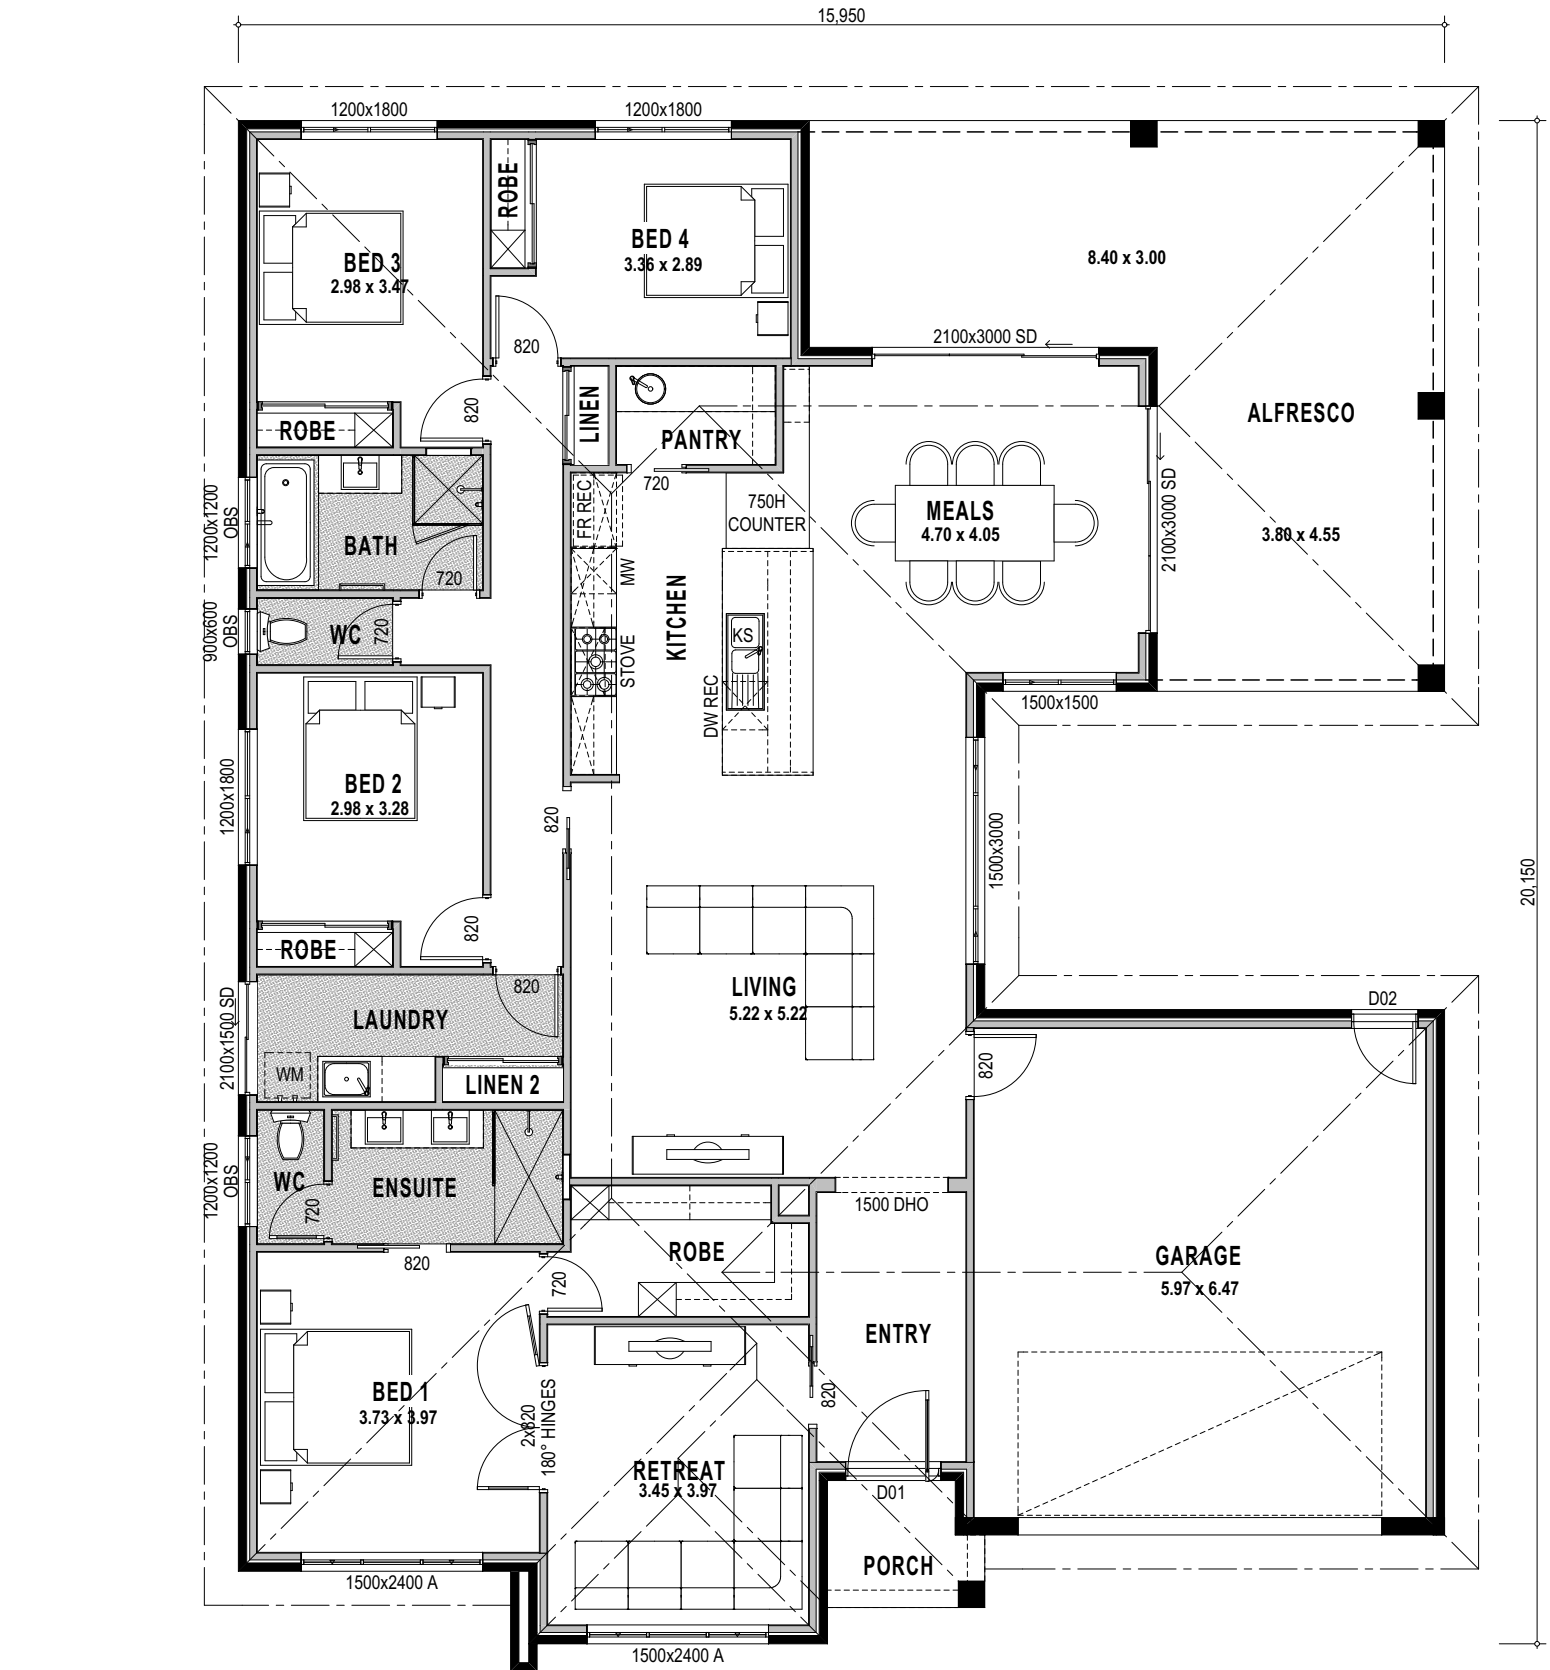 15,950
1200x1800
1200x1800
ROBE
BED 4
3.36 x 2.89
BED 3
2.98 x 3.47
8.40 x 3.00
820
2100x3000 SD
820
LINEN
ROBE
PANTRY
ALFRESCO
720
FR REC
750H
COUNTER
MEALS
4.70 x 4.05
2100x3000 SD
3.80 x 4.55
1200x1200
OBS
BATH
720
MW
900x600
OBS
WC
720
KITCHEN
STOVE
KS
DW REC
1500x1500
1200x1800
BED 2
2.98 x 3.28
820
1500x3000
20,150
820
ROBE
820
LIVING
5.22 x 5.22
2100x1500 SD
LAUNDRY
D02
WM
LINEN 2
820
1200x1200
OBS
WC
720
ENSUITE
1500 DHO
820
ROBE
720
GARAGE
5.97 x 6.47
ENTRY
BED 1
3.73 x 3.97
2x820
180° HINGES
820
RETREAT
3.45 x 3.97
D01
PORCH
1500x2400 A
1500x2400 A